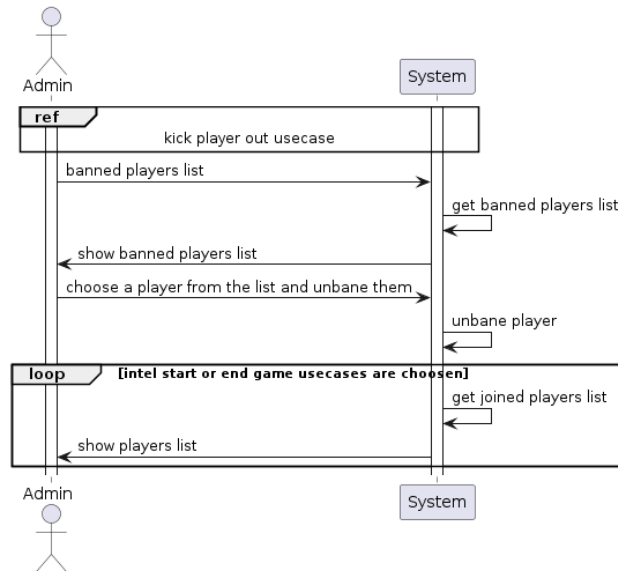 Admin
System
ref
kick player out usecase
banned players list
get banned players list
show banned players list
choose a player from the list and unbane them
unbane player
loop
[intel start or end game usecases are choosen]
get joined players list
show players list
Admin
System